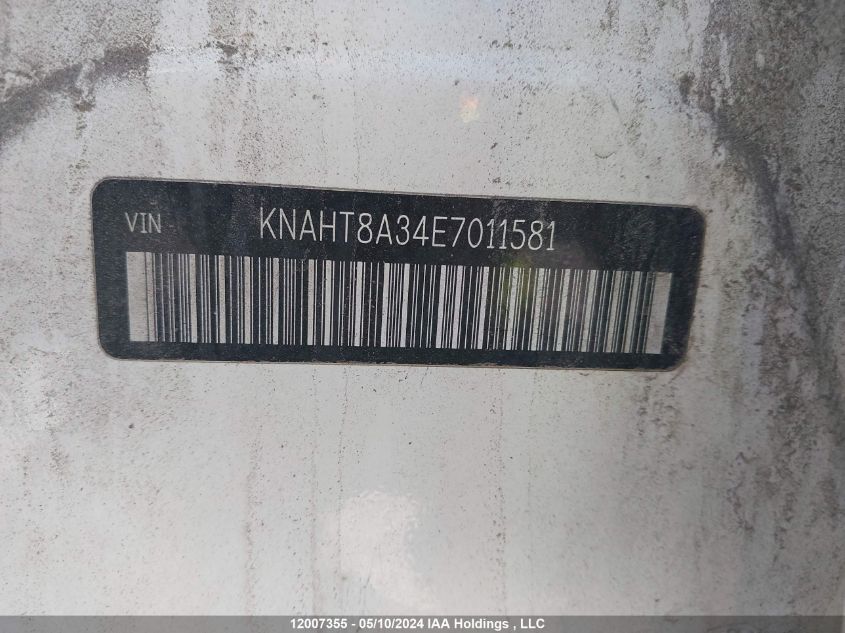 VIN KNAHT8A34E7011581
12007355 - 05/10/2024 IAA Holdings , LLC